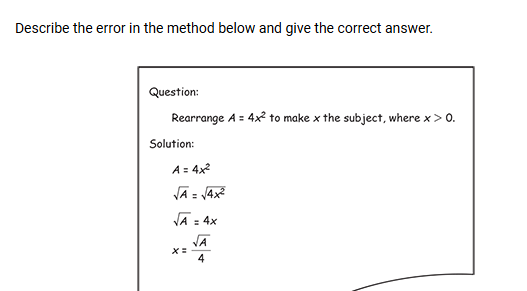 Describe the error in the method below and give the correct answer.
Question:
Rearrange A = 4x² to make x the subject, where x > 0.
Solution:
A = 4x²
√A = √4x²
√A = 4x
x = √A/4